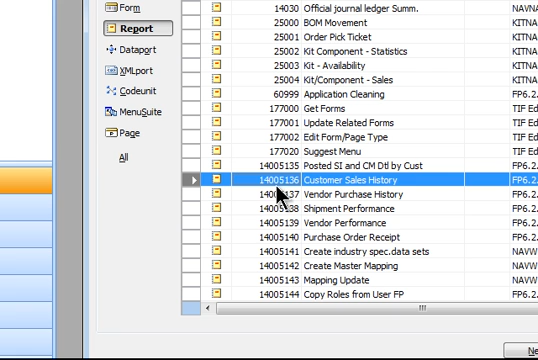 Form
Report
Dataport
XMLport
Codeunit
MenuSuite
Page
All
14030 Official journal ledger Summ. NAVNA
25000 BOM Movement KITNA
25001 Order Pick Ticket KITNA
25002 Kit Component - Statistics KITNA
25003 Kit - Availability KITNA
25004 Kit/Component - Sales KITNA
60999 Application Cleaning FP6.2.
177000 Get Forms TIF Ed
177001 Update Related Forms TIF Ed
177002 Edit Form/Page Type TIF Ed
177020 Suggest Menu TIF Ed
14005135 Posted SI and CM Dtl by Cust FP6.2.
14005136 Customer Sales History FP6.2.
14005137 Vendor Purchase History FP6.2.
14005138 Shipment Performance FP6.2.
14005139 Vendor Performance FP6.2.
14005140 Purchase Order Receipt FP6.2.
14005141 Create industry spec.data sets NAVW
14005142 Create Master Mapping NAVW
14005143 Mapping Update NAVW
14005144 Copy Roles from User FP FP6.2.
Ne